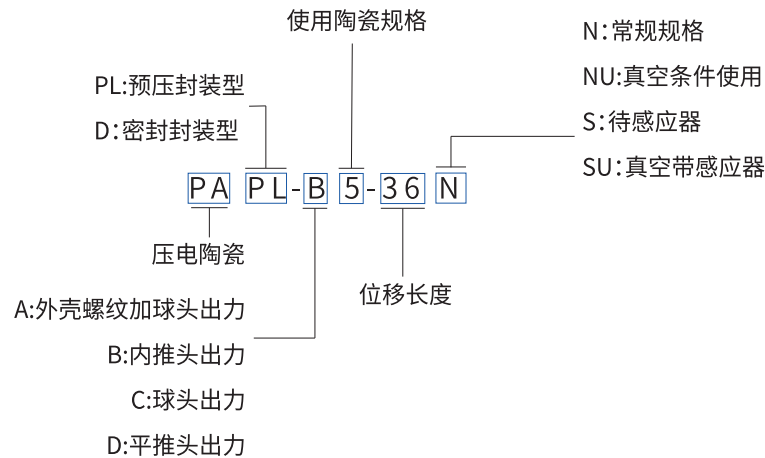 使用陶瓷规格
N:常规规格
NU:真空条件使用
S:待感应器
SU:真空带感应器
PL:预压封装型
D:密封封装型
PA PL-B 5-36 N
压电陶瓷
位移长度
A:外壳螺纹加球头出力
B:内推头出力
C:球头出力
D:平推头出力